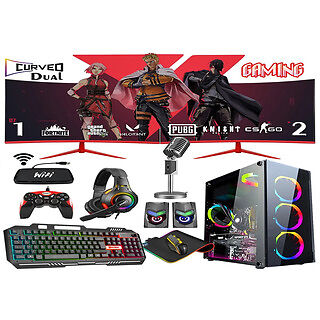 CURVED
Dual
GAMING
1
FORTNITE
VALORANT
PUBG
KNIGHT
CS:GO
2
WiFi